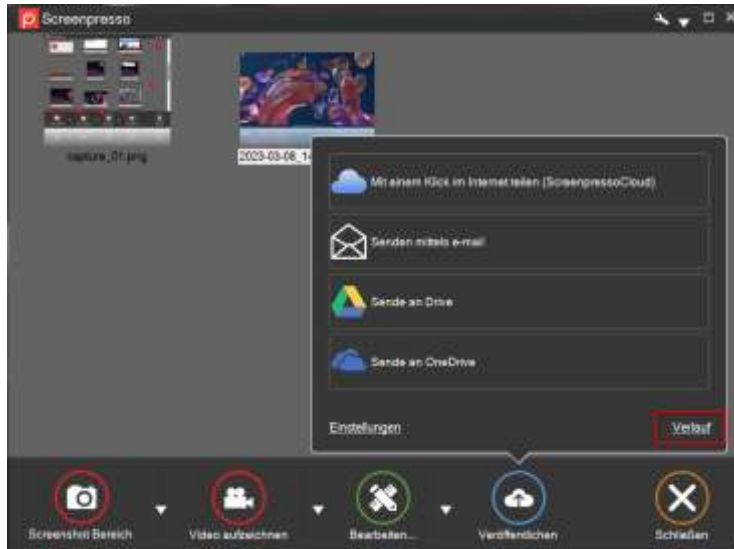 Screenpresso
capture_01.png
2023-03-08_14
Mit einem Klick im Internet teilen (ScreenpressoCloud)
Senden mittels e-mail
Sende an Drive
Sende an OneDrive
Einstellungen
Verlauf
Screenshot Bereich
Video aufzeichnen
Bearbeiten...
Veröffentlichen
Schließen